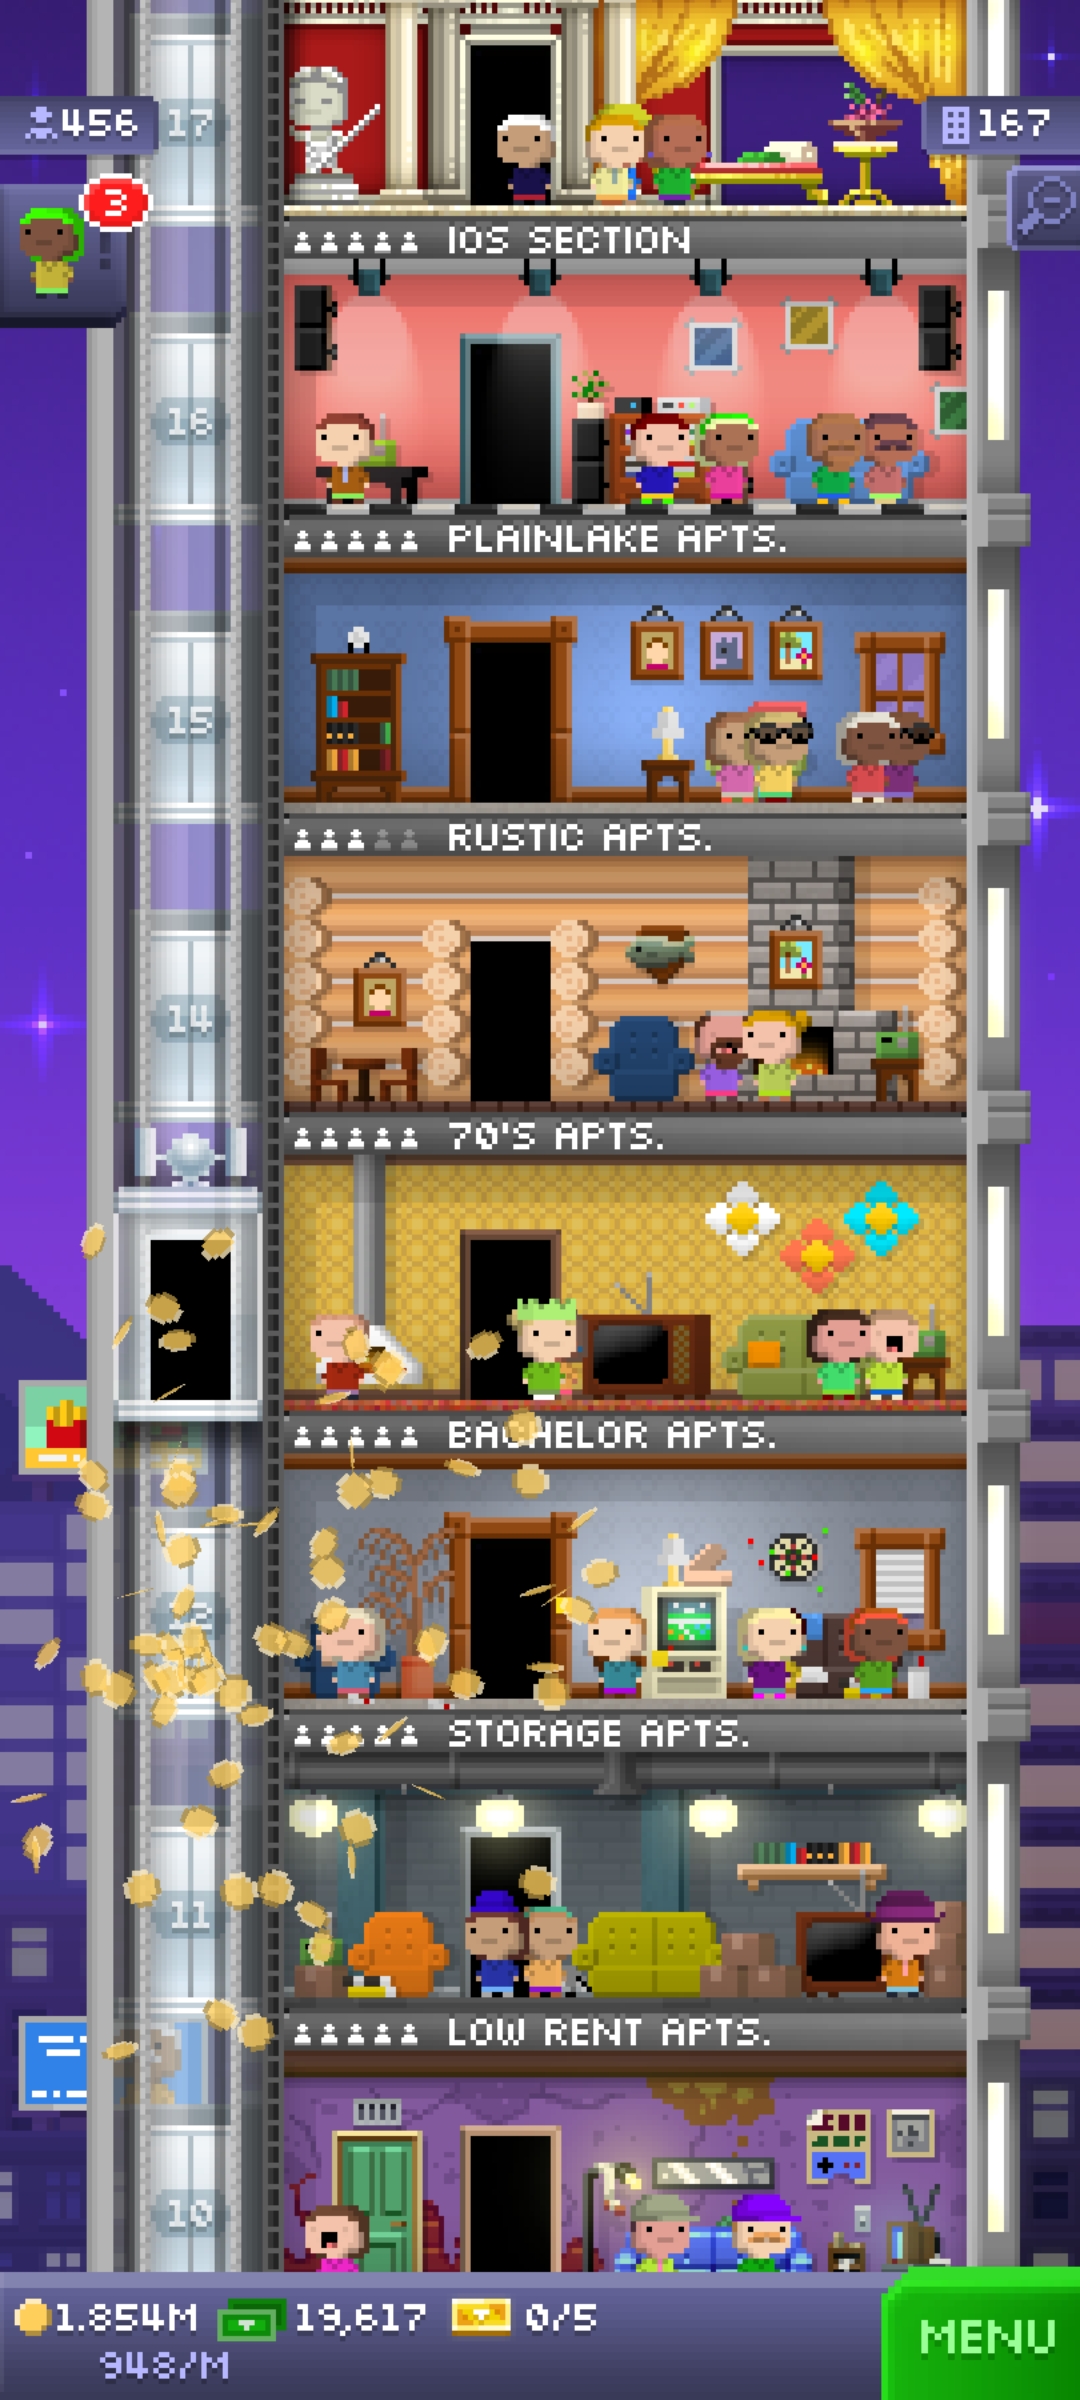 456
17
167
3
IOS SECTION
16
PLAINLAKE APTS.
15
RUSTIC APTS.
14
70'S APTS.
BACHELOR APTS.
STORAGE APTS.
11
LOW RENT APTS.
10
1.854M 19,617 0/5
948/M
MENU